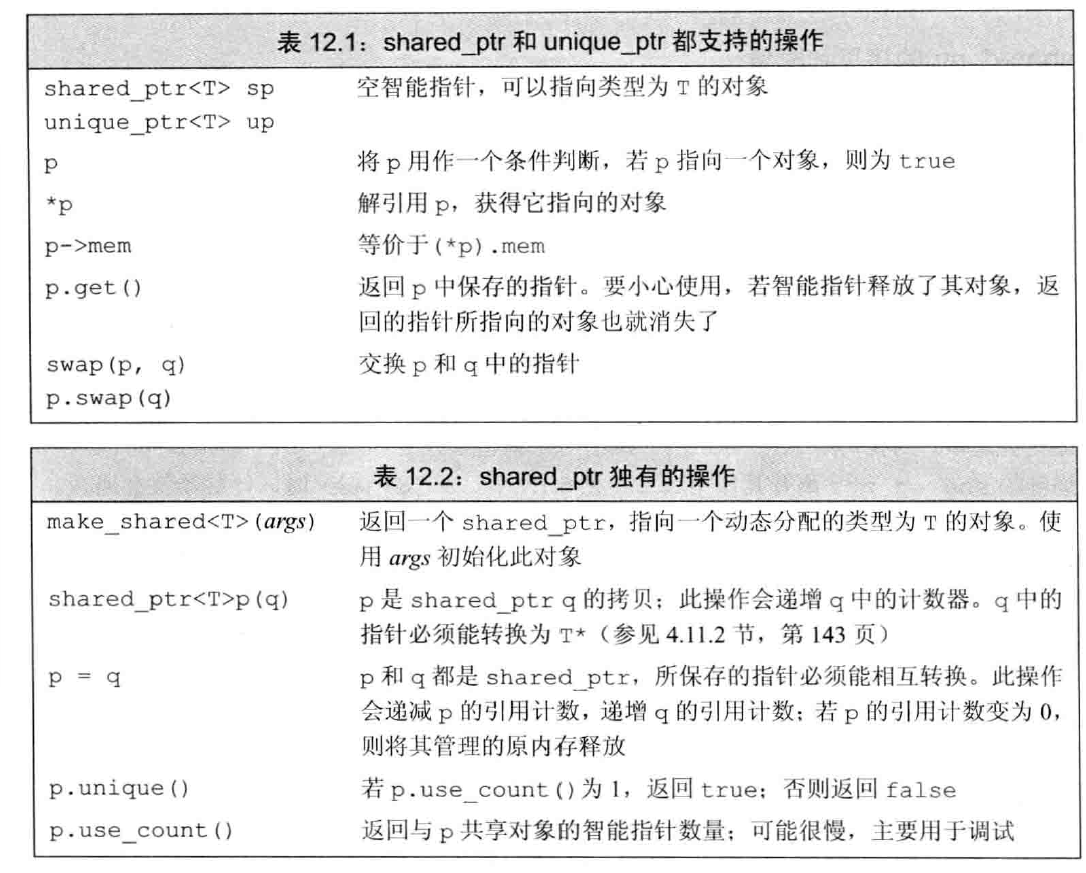 表 12.1：shared_ptr 和 unique_ptr 都支持的操作
shared_ptr<T> sp 空智能指针，可以指向类型为 T 的对象
unique_ptr<T> up
p 将 p 用作一个条件判断，若 p 指向一个对象，则为 true
*p 解引用 p，获得它指向的对象
p->mem 等价于(*p).mem
p.get() 返回 p 中保存的指针。要小心使用，若智能指针释放了其对象，返
回的指针所指向的对象也就消失了
swap(p, q) 交换 p 和 q 中的指针
p.swap(q)
表 12.2：shared_ptr 独有的操作
make_shared<T>(args) 返回一个 shared_ptr，指向一个动态分配的类型为 T 的对象。使
用 args 初始化此对象
shared_ptr<T>p(q) p 是 shared_ptr q 的拷贝；此操作会递增 q 中的计数器。q 中的
指针必须能转换为 T*（参见 4.11.2 节，第 143 页）
p = q p 和 q 都是 shared_ptr，所保存的指针必须能相互转换。此操作
会递减 p 的引用计数，递增 q 的引用计数；若 p 的引用计数变为 0，
则将其管理的原内存释放
p.unique() 若 p.use_count()为 1，返回 true；否则返回 false
p.use_count() 返回与 p 共享对象的智能指针数量；可能很慢，主要用于调试